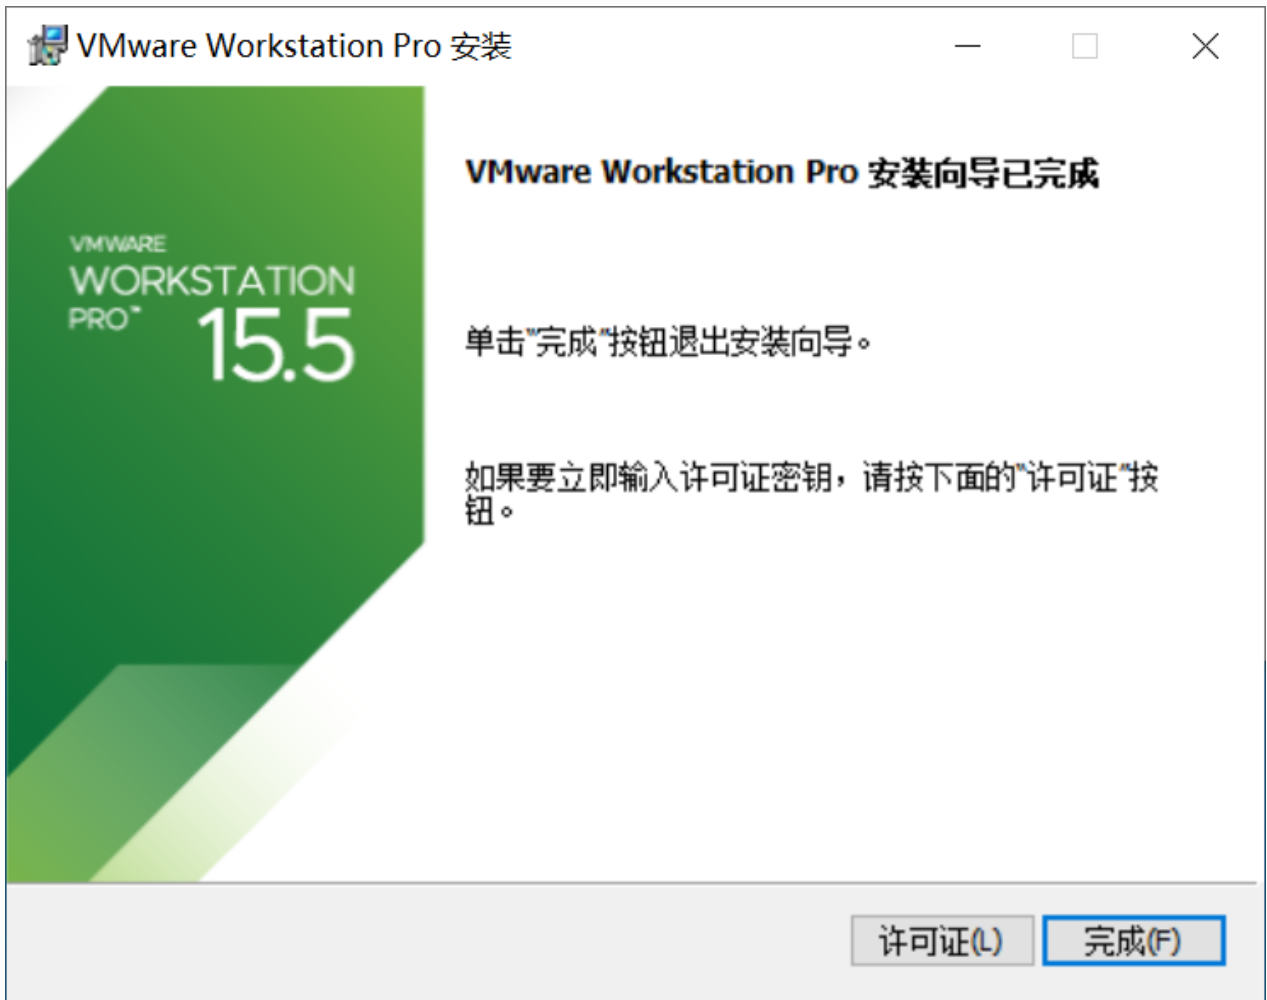 VMware Workstation Pro 安装
VMWARE
WORKSTATION
PRO™
15.5
VMware Workstation Pro 安装向导已完成
单击"完成"按钮退出安装向导。
如果要立即输入许可证密钥，请按下面的"许可证"按
钮。
许可证(L)
完成(F)